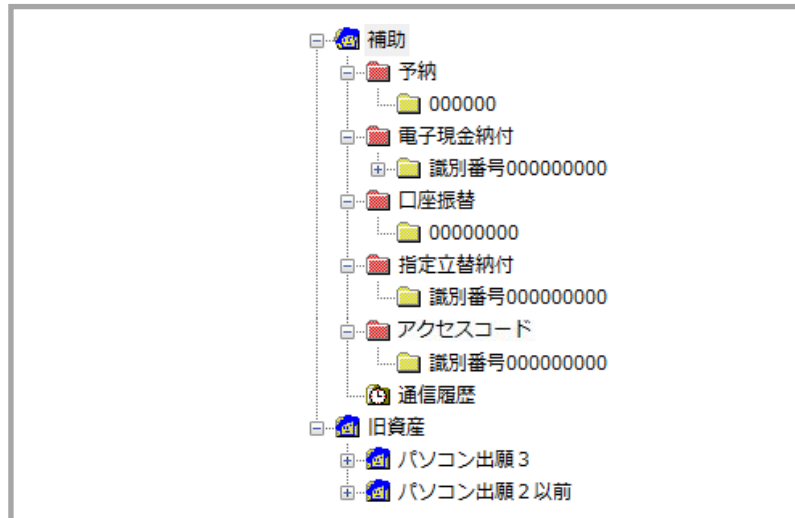 補助
予納
000000
電子現金納付
識別番号000000000
口座振替
00000000
指定立替納付
識別番号000000000
アクセスコード
識別番号000000000
通信履歴
旧資産
パソコン出願３
パソコン出願２以前